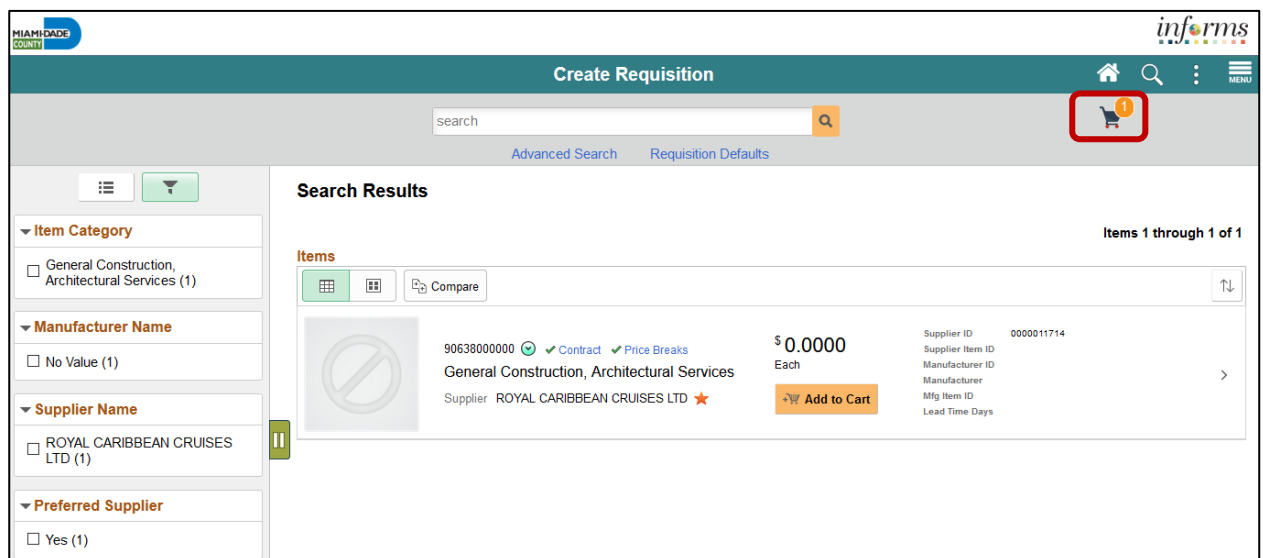 MIAMI-DADE
COUNTY
informs
Create Requisition
MENU
search
1
Advanced Search Requisition Defaults
Search Results
Item Category
General Construction,
Architectural Services (1)
Manufacturer Name
No Value (1)
Supplier Name
ROYAL CARIBBEAN CRUISES
LTD (1)
Preferred Supplier
Yes (1)
Items 1 through 1 of 1
Items
Compare
90638000000 Contract Price Breaks
General Construction, Architectural Services
Supplier ROYAL CARIBBEAN CRUISES LTD
$ 0.0000
Each
Add to Cart
Supplier ID 0000011714
Supplier Item ID
Manufacturer ID
Manufacturer
Mfg Item ID
Lead Time Days